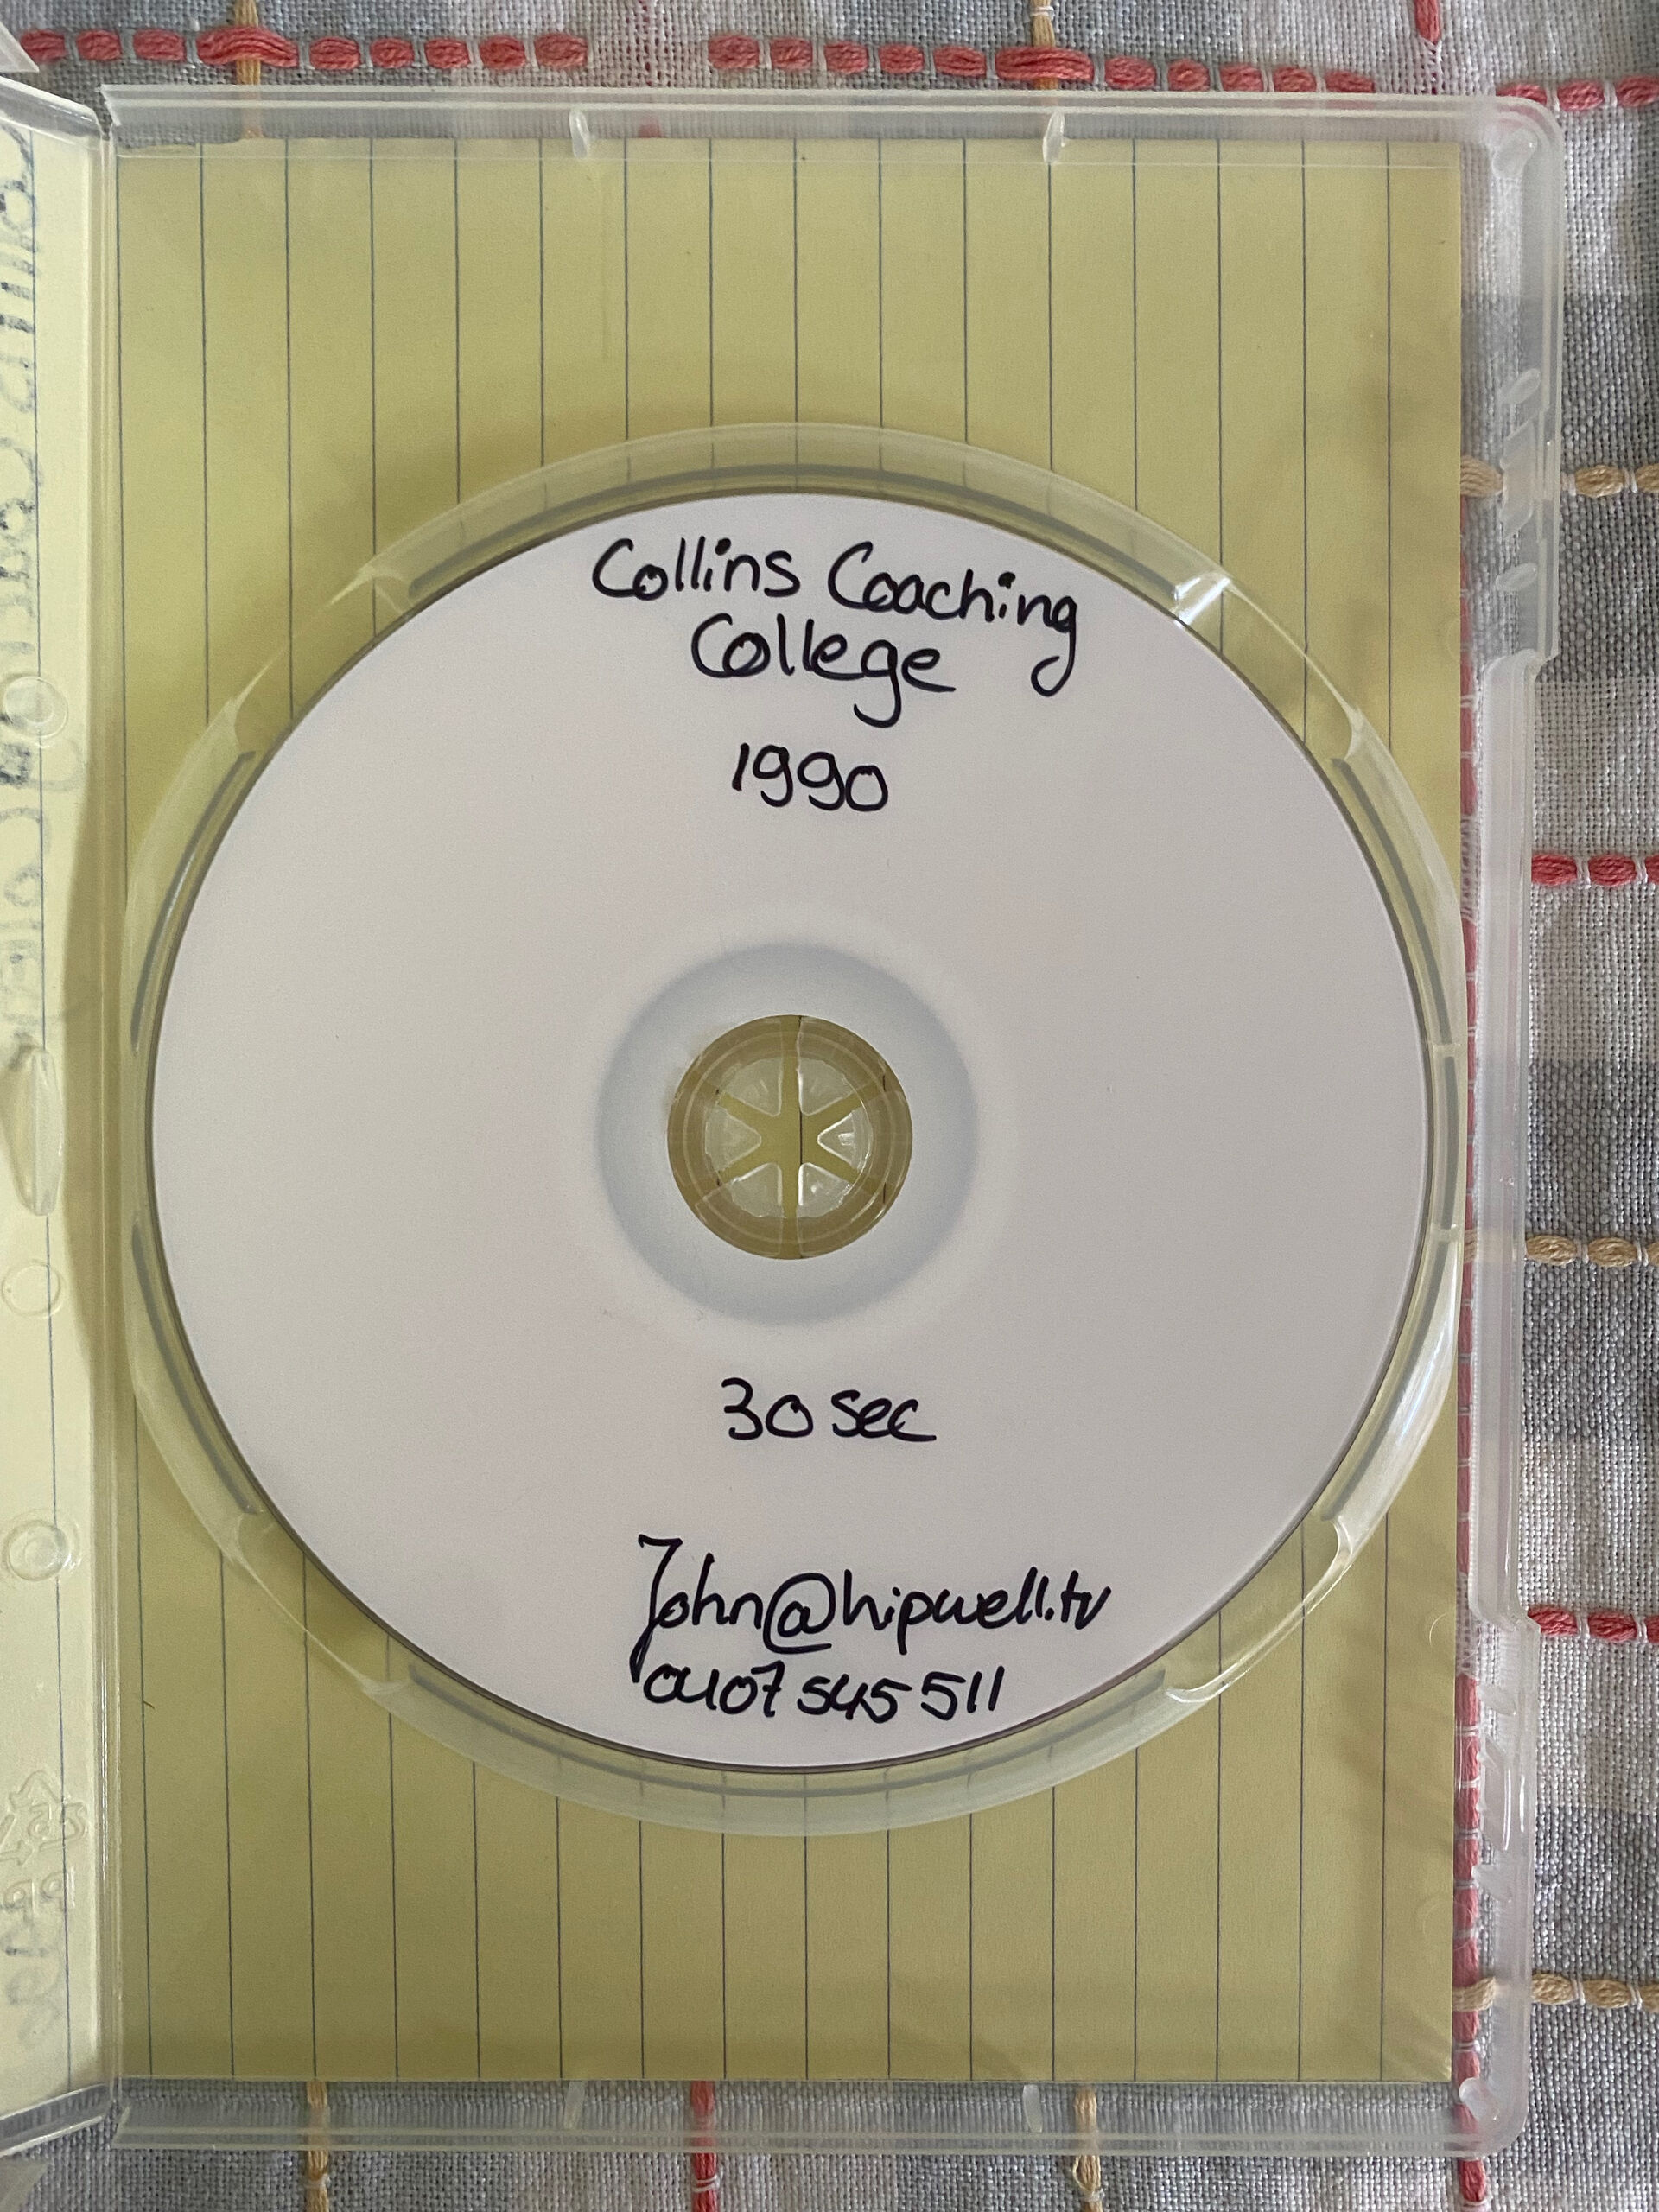 Collins Coaching
College
1990
30 sec
John@hipwell.tv
0407 545 511